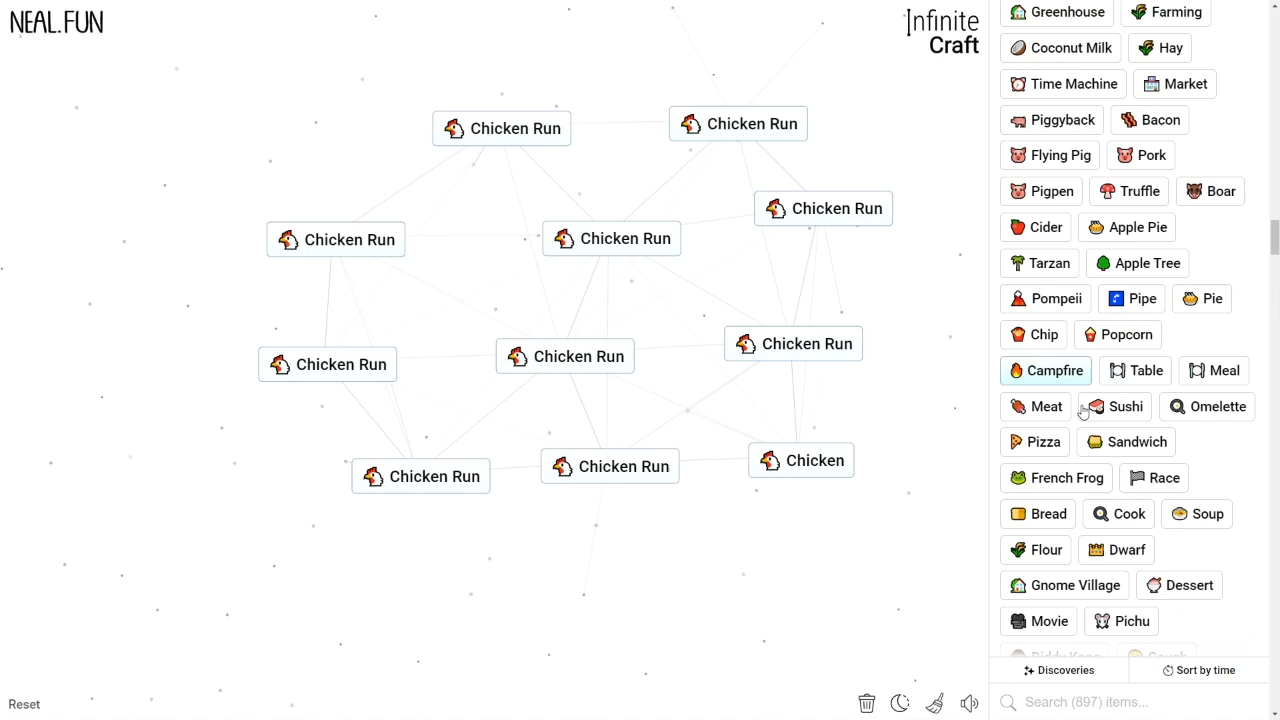 NEAL.FUN
Infinite
Craft
Chicken Run
Chicken Run
Chicken Run
Chicken Run
Chicken Run
Chicken Run
Chicken Run
Chicken Run
Chicken Run
Chicken Run
Chicken
Reset
Greenhouse Farming
Coconut Milk Hay
Time Machine Market
Piggyback Bacon
Flying Pig Pork
Pigpen Truffle Boar
Cider Apple Pie
Tarzan Apple Tree
Pompeii Pipe Pie
Chip Popcorn
Campfire Table Meal
Meat Sushi Omelette
Pizza Sandwich
French Frog Race
Bread Cook Soup
Flour Dwarf
Gnome Village Dessert
Movie Pichu
Diddy Kong
Discoveries Sort by time
Search (897) items...